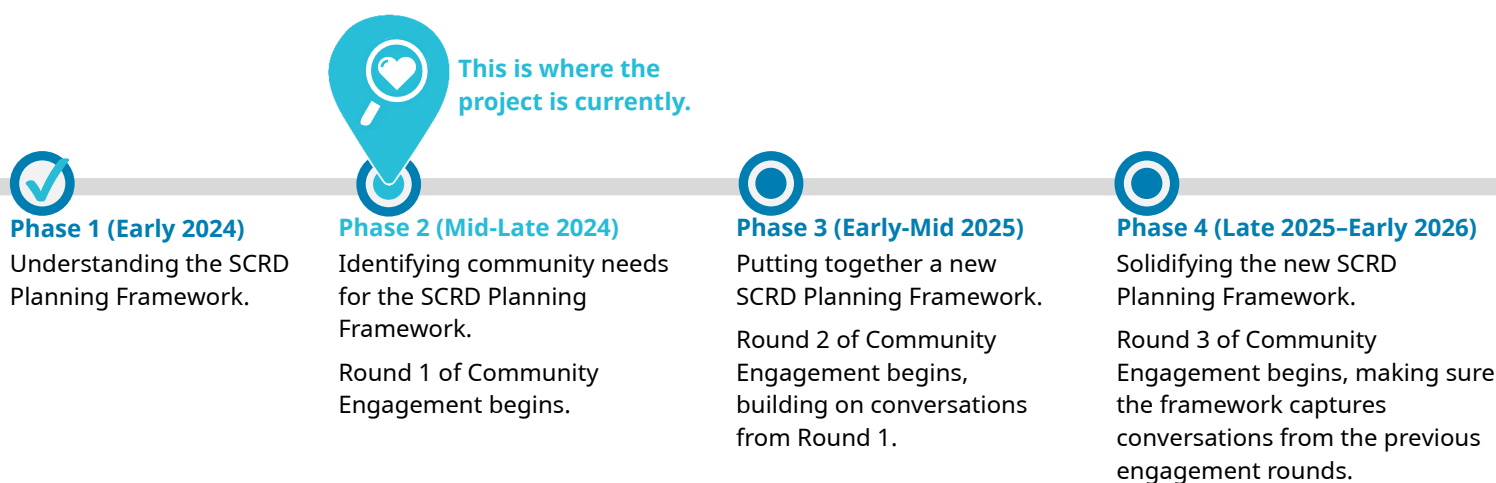 This is where the
project is currently.
Phase 1 (Early 2024)
Understanding the SCRD
Planning Framework.
Phase 2 (Mid-Late 2024)
Identifying community needs
for the SCRD Planning
Framework.
Round 1 of Community
Engagement begins.
Phase 3 (Early-Mid 2025)
Putting together a new
SCRD Planning Framework.
Round 2 of Community
Engagement begins,
building on conversations
from Round 1.
Phase 4 (Late 2025–Early 2026)
Solidifying the new SCRD
Planning Framework.
Round 3 of Community
Engagement begins, making sure
the framework captures
conversations from the previous
engagement rounds.